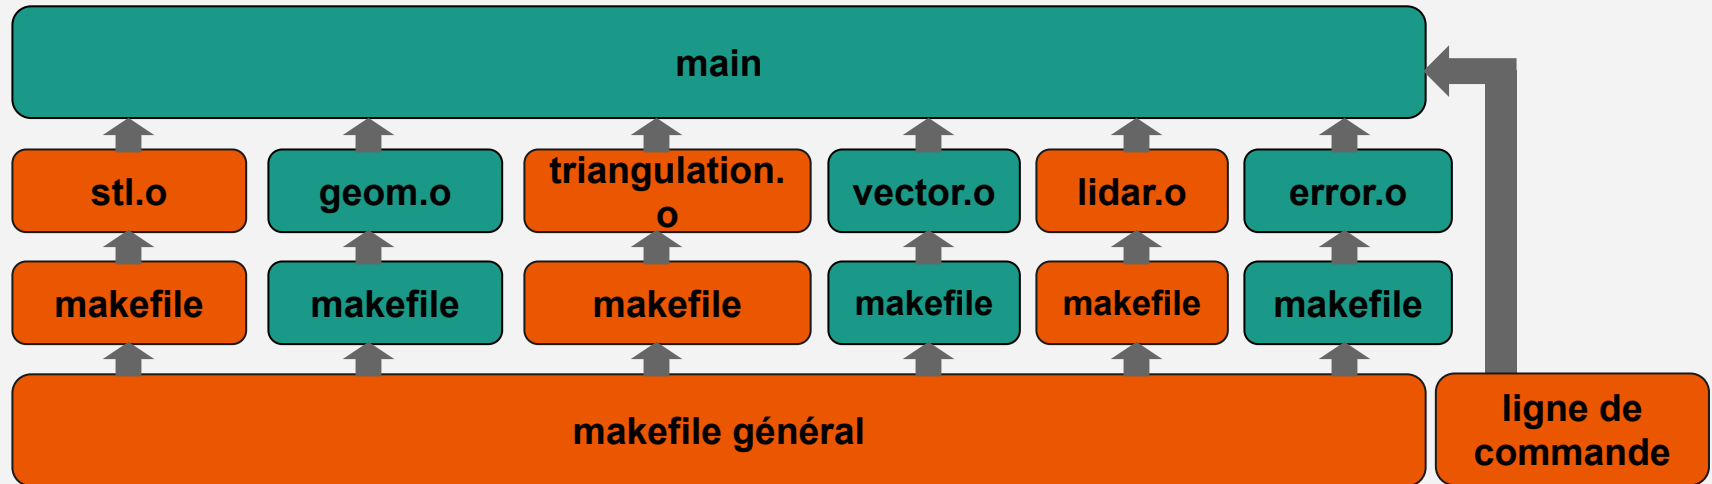 main
stl.o
geom.o
triangulation.
o
vector.o
lidar.o
error.o
makefile
makefile
makefile
makefile
makefile
makefile
makefile général
ligne de
commande